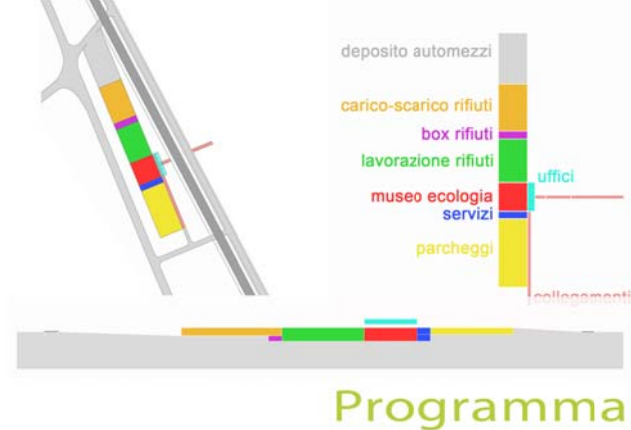 deposito automezzi
carico-scarico rifiuti
box rifiuti
lavorazione rifiuti
uffici
museo ecologia
servizi
parcheggi
collegamenti
Programma